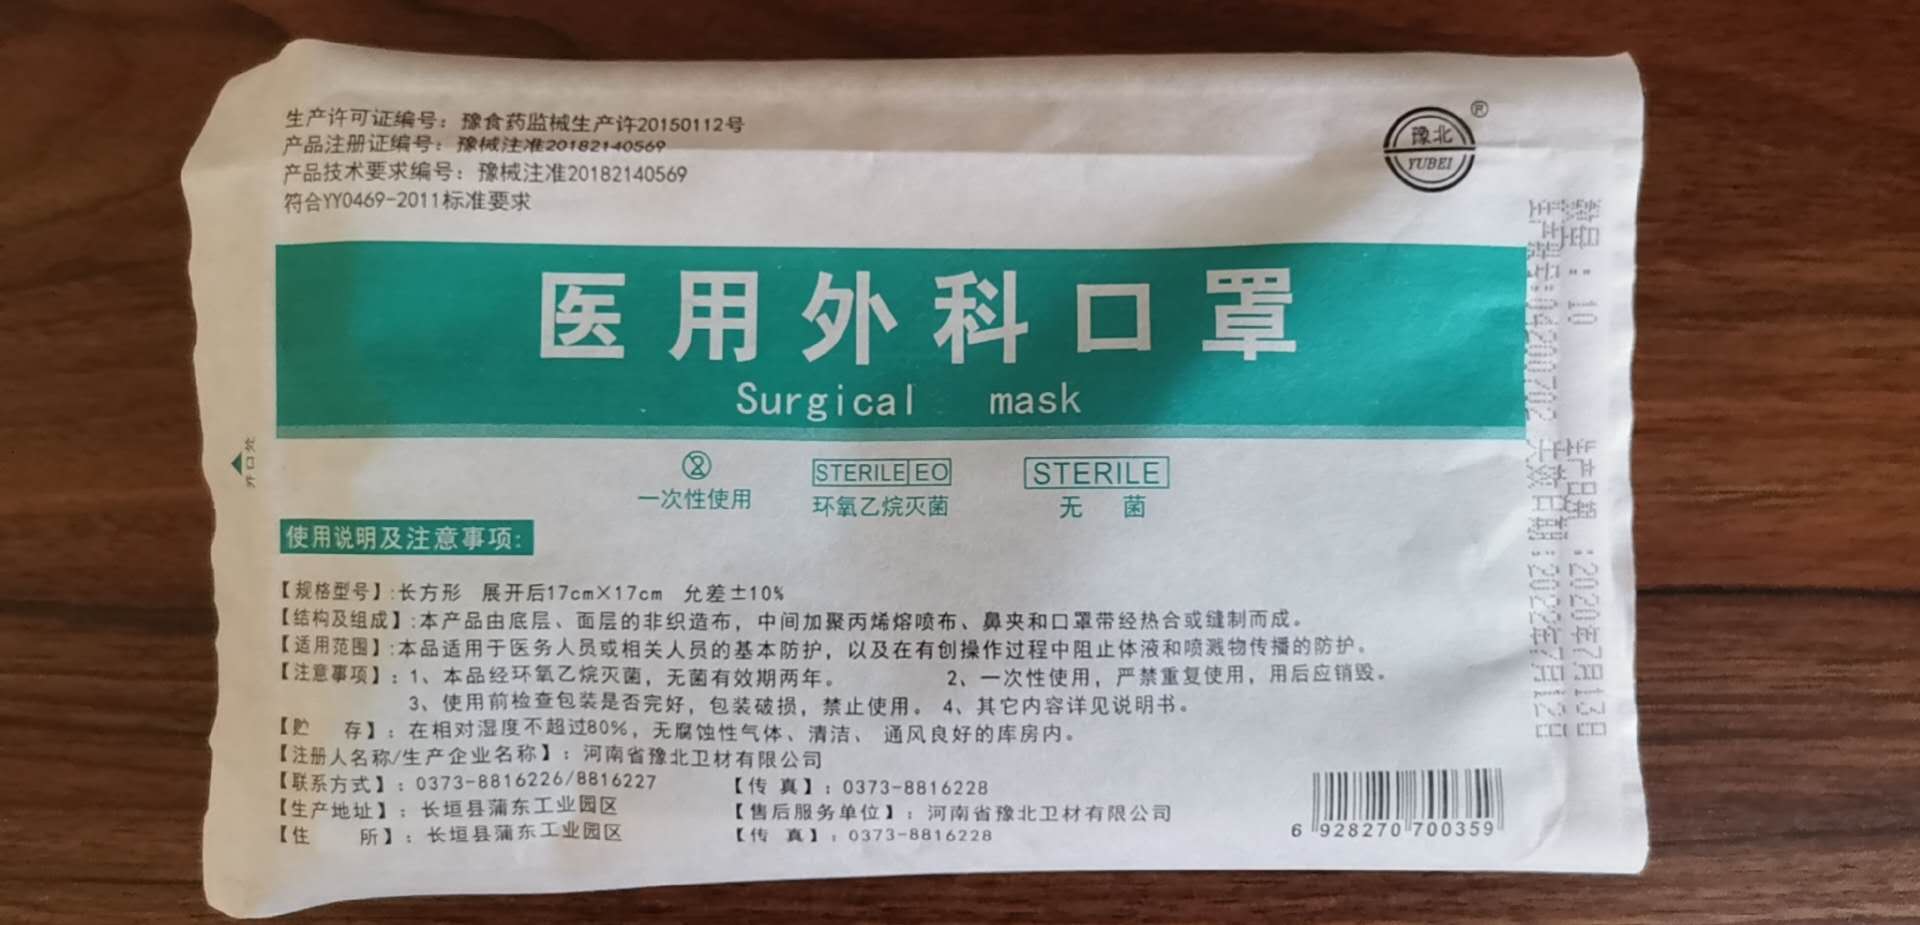 生产许可证编号：豫食药监械生产许20150112号
产品注册证编号：豫械注准20182140569
产品技术要求编号：豫械注准20182140569
符合YY0469-2011标准要求
豫北
YUBEI
®
医用外科口罩
Surgical mask
开口处
一次性使用
STERILE EO
环氧乙烷灭菌
STERILE
无 菌
使用说明及注意事项:
【规格型号】:长方形 展开后17cm×17cm 允差±10%
【结构及组成】:本产品由底层、面层的非织造布，中间加聚丙烯熔喷布、鼻夹和口罩带经热合或缝制而成。
【适用范围】:本品适用于医务人员或相关人员的基本防护，以及在有创操作过程中阻止体液和喷溅物传播的防护。
【注意事项】：1、本品经环氧乙烷灭菌，无菌有效期两年。 2、一次性使用，严禁重复使用，用后应销毁。
3、使用前检查包装是否完好，包装破损，禁止使用。 4、其它内容详见说明书。
【贮 存】：在相对湿度不超过80%，无腐蚀性气体、清洁、通风良好的库房内。
【注册人名称/生产企业名称】：河南省豫北卫材有限公司
【联系方式】：0373-8816226/8816227 【传 真】：0373-8816228
【生产地址】：长垣县蒲东工业园区 【售后服务单位】：河南省豫北卫材有限公司
【住 所】：长垣县蒲东工业园区 【传 真】：0373-8816228
6 928270 700359
数量：10 生产日期：2020年7月13日
生产批号:04200702 失效日期:2022年7月12日